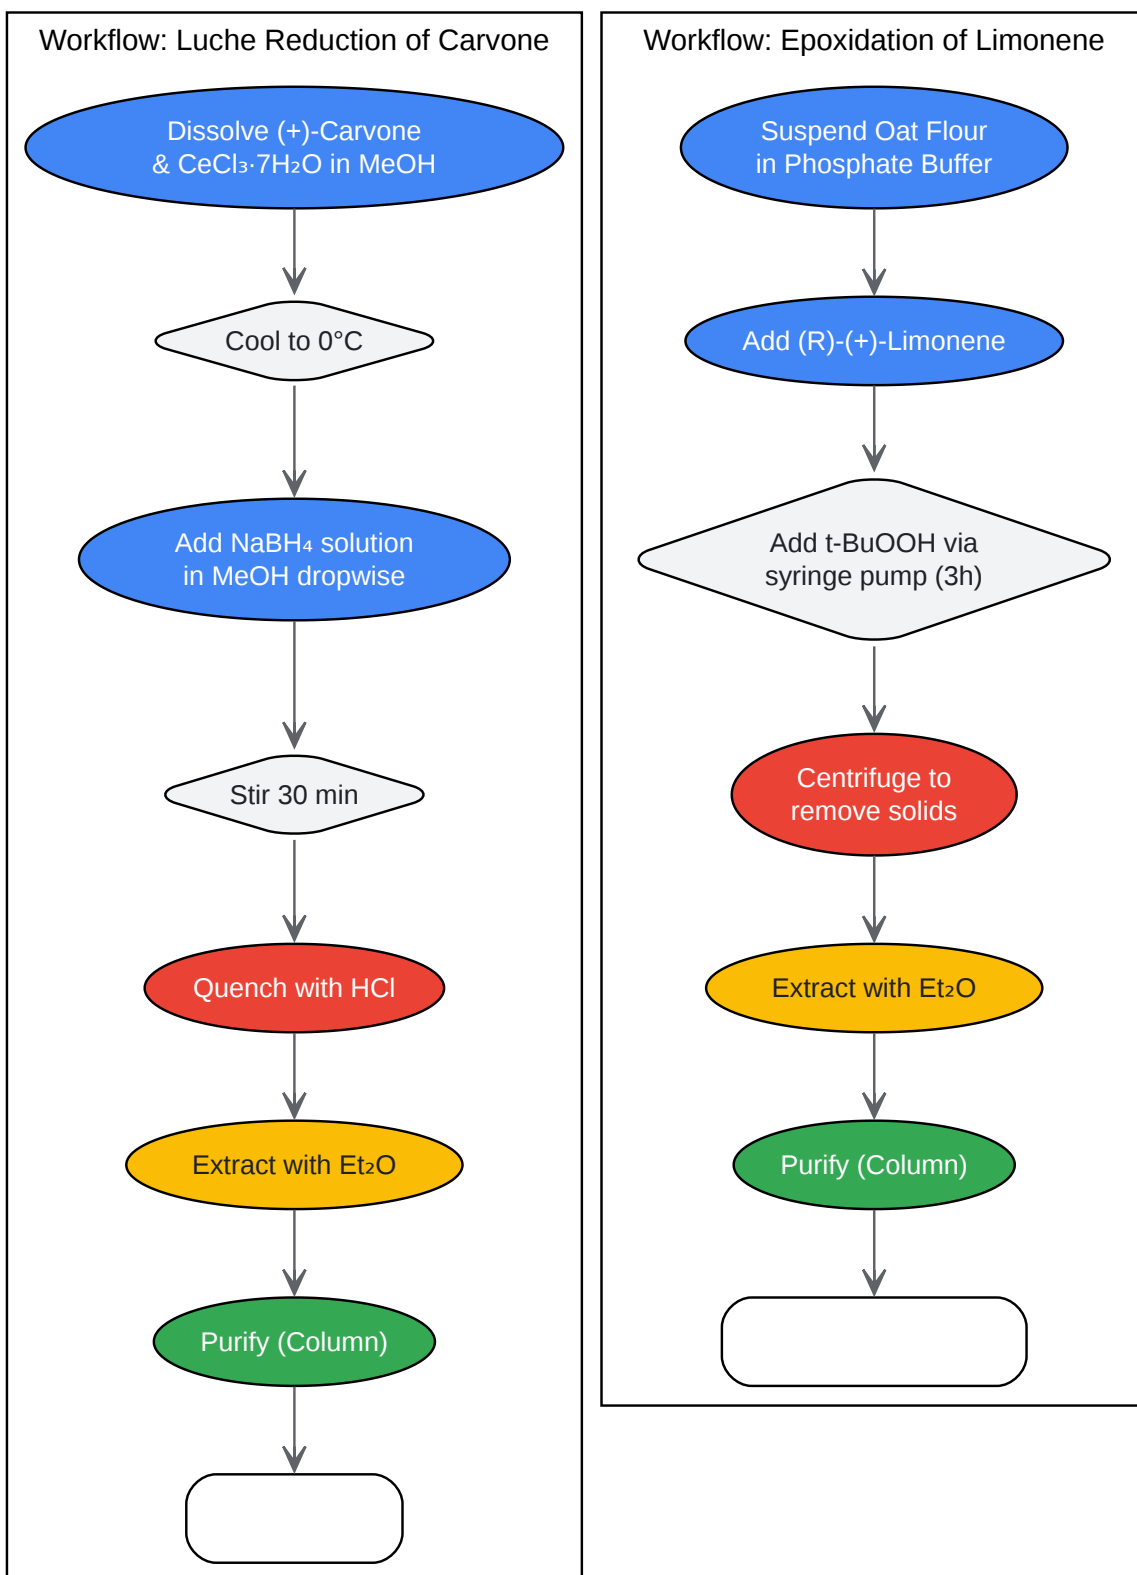 Workflow: Luche Reduction of Carvone
Dissolve (+)-Carvone
& CeCl₃·7H₂O in MeOH
Cool to 0°C
Add NaBH₄ solution
in MeOH dropwise
Stir 30 min
Quench with HCl
Extract with Et₂O
Purify (Column)
Workflow: Epoxidation of Limonene
Suspend Oat Flour
in Phosphate Buffer
Add (R)-(+)-Limonene
Add t-BuOOH via
syringe pump (3h)
Centrifuge to
remove solids
Extract with Et₂O
Purify (Column)